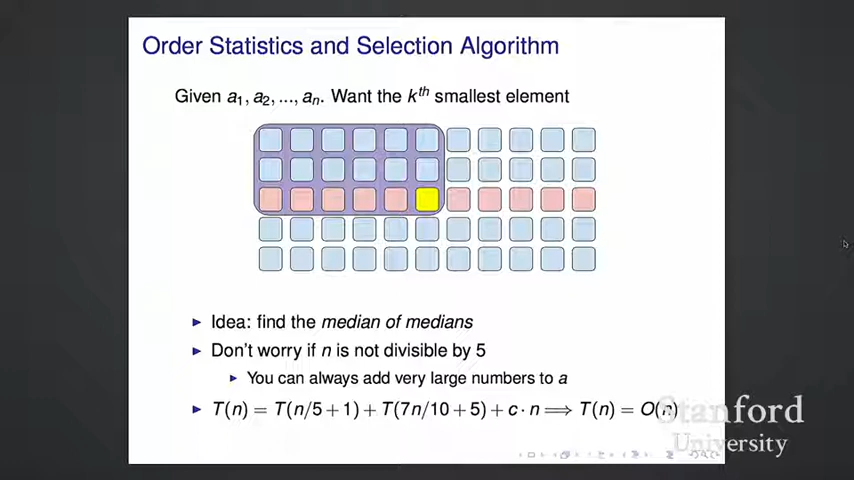 Order Statistics and Selection Algorithm
Given a₁, a₂, ..., aₙ. Want the kᵗʰ smallest element
► Idea: find the median of medians
► Don't worry if n is not divisible by 5
► You can always add very large numbers to a
► T(n) = T(n/5 + 1) + T(7n/10 + 5) + c · n ⟹ T(n) = O(n)
Stanford
University